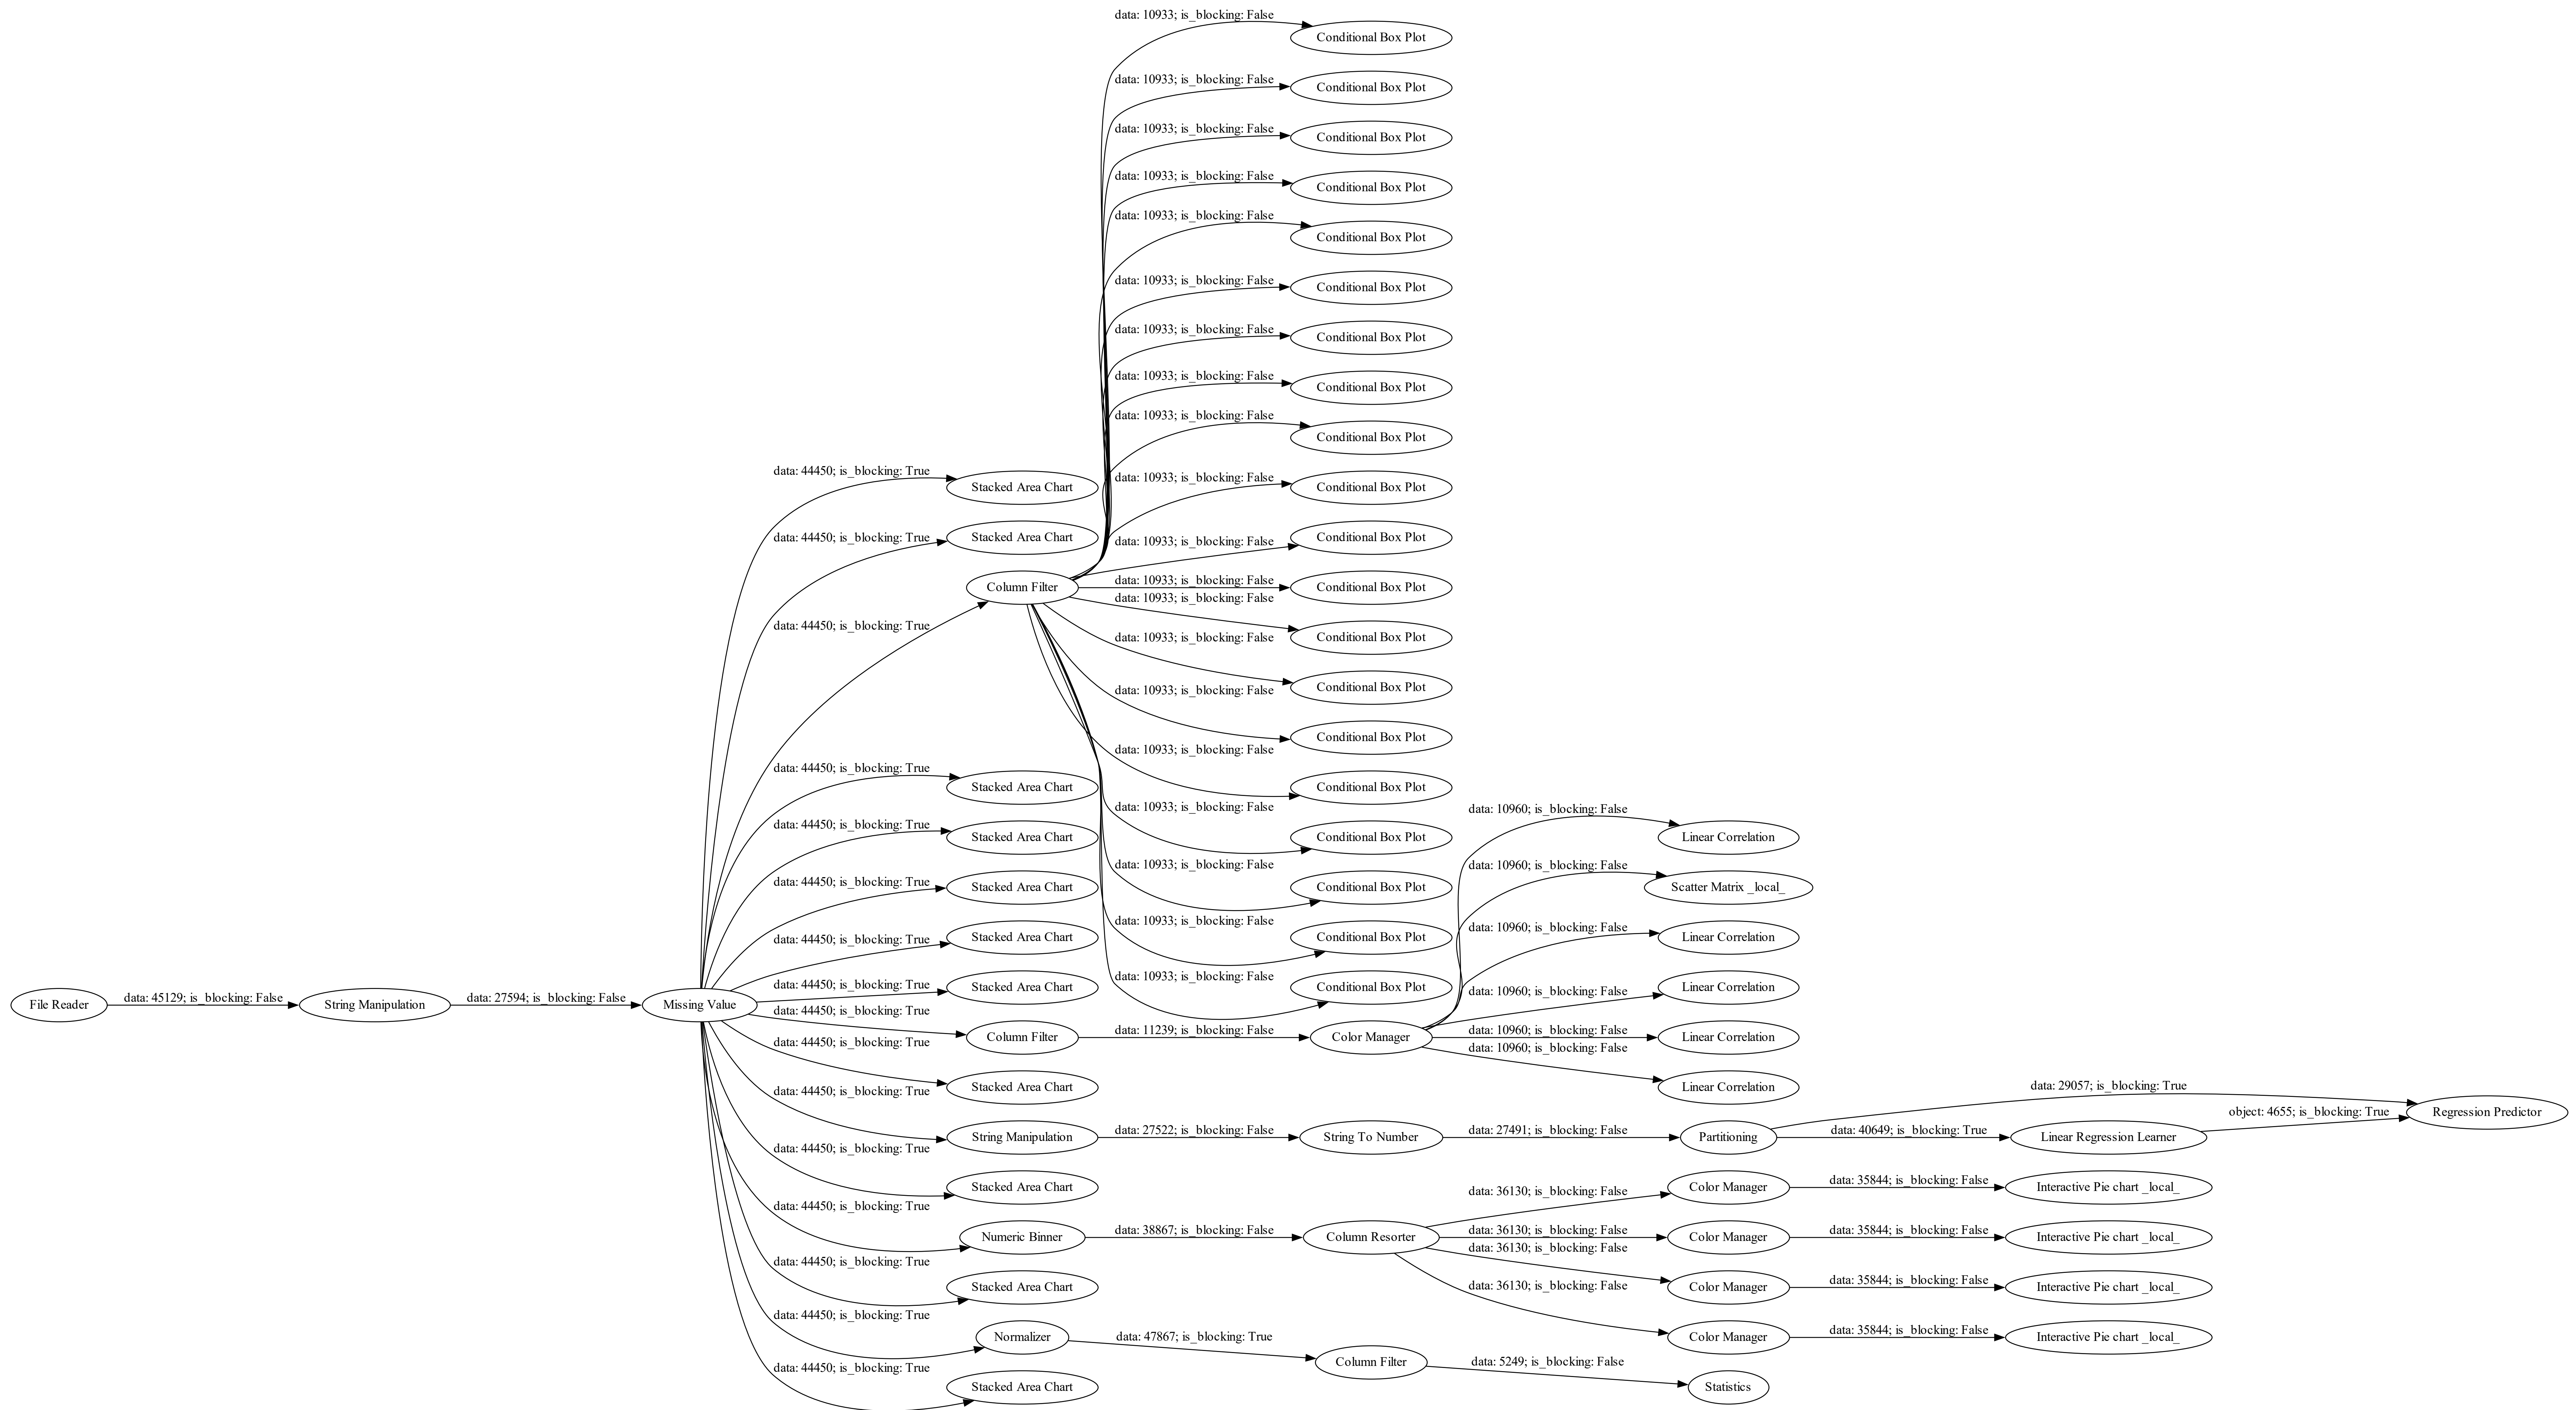 data: 10933; is_blocking: False
Conditional Box Plot
data: 10933; is_blocking: False
Conditional Box Plot
data: 10933; is_blocking: False
Conditional Box Plot
data: 10933; is_blocking: False
Conditional Box Plot
data: 10933; is_blocking: False
Conditional Box Plot
data: 10933; is_blocking: False
Conditional Box Plot
data: 10933; is_blocking: False
Conditional Box Plot
data: 10933; is_blocking: False
Conditional Box Plot
data: 10933; is_blocking: False
Conditional Box Plot
data: 44450; is_blocking: True
Stacked Area Chart
data: 10933; is_blocking: False
Conditional Box Plot
data: 44450; is_blocking: True
Stacked Area Chart
data: 10933; is_blocking: False
Conditional Box Plot
Column Filter
data: 10933; is_blocking: False
Conditional Box Plot
data: 10933; is_blocking: False
data: 44450; is_blocking: True
Conditional Box Plot
data: 10933; is_blocking: False
Conditional Box Plot
data: 10933; is_blocking: False
Conditional Box Plot
data: 10933; is_blocking: False
data: 44450; is_blocking: True
Stacked Area Chart
Conditional Box Plot
data: 10933; is_blocking: False
data: 10960; is_blocking: False
data: 44450; is_blocking: True
Stacked Area Chart
Conditional Box Plot
Linear Correlation
data: 10933; is_blocking: False
data: 10960; is_blocking: False
data: 44450; is_blocking: True
Stacked Area Chart
Conditional Box Plot
Scatter Matrix _local_
data: 10933; is_blocking: False
data: 10960; is_blocking: False
data: 44450; is_blocking: True
Stacked Area Chart
Conditional Box Plot
Linear Correlation
data: 10933; is_blocking: False
data: 44450; is_blocking: True
Stacked Area Chart
Conditional Box Plot
data: 10960; is_blocking: False
Linear Correlation
File Reader
data: 45129; is_blocking: False
String Manipulation
data: 27594; is_blocking: False
Missing Value
data: 44450; is_blocking: True
Column Filter
data: 11239; is_blocking: False
Color Manager
data: 10960; is_blocking: False
Linear Correlation
data: 10960; is_blocking: False
data: 44450; is_blocking: True
Stacked Area Chart
Linear Correlation
data: 29057; is_blocking: True
data: 44450; is_blocking: True
object: 4655; is_blocking: True
Regression Predictor
String Manipulation
data: 27522; is_blocking: False
String To Number
data: 27491; is_blocking: False
Partitioning
data: 40649; is_blocking: True
Linear Regression Learner
data: 44450; is_blocking: True
Stacked Area Chart
data: 36130; is_blocking: False
Color Manager
data: 35844; is_blocking: False
Interactive Pie chart _local_
data: 44450; is_blocking: True
Numeric Binner
data: 38867; is_blocking: False
Column Resorter
data: 36130; is_blocking: False
Color Manager
data: 35844; is_blocking: False
Interactive Pie chart _local_
data: 36130; is_blocking: False
data: 44450; is_blocking: True
Stacked Area Chart
Color Manager
data: 35844; is_blocking: False
Interactive Pie chart _local_
data: 36130; is_blocking: False
data: 44450; is_blocking: True
Normalizer
data: 47867; is_blocking: True
Color Manager
data: 35844; is_blocking: False
Interactive Pie chart _local_
Column Filter
data: 5249; is_blocking: False
data: 44450; is_blocking: True
Stacked Area Chart
Statistics